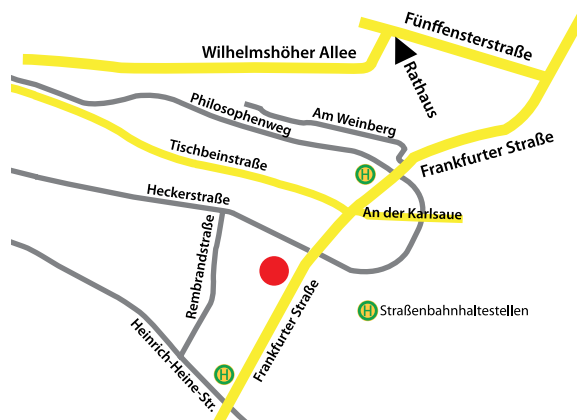 Fünffensterstraße
Wilhelmshöher Allee
Rathaus
Philosophenweg
Am Weinberg
Frankfurter Straße
Tischbeinstraße
H
Heckerstraße
An der Karlsaue
Rembrandstraße
Frankfurter Straße
H Straßenbahnhaltestellen
Heinrich-Heine-Str.
H